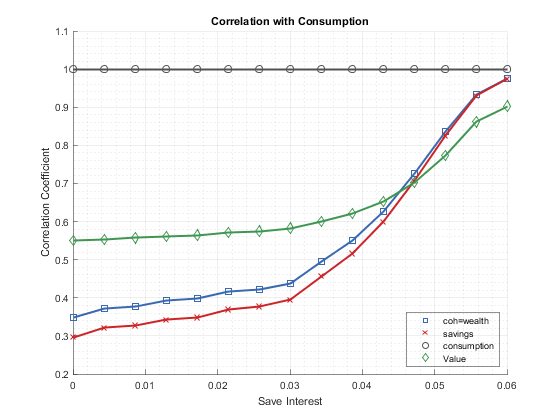 Correlation with Consumption
1.1
1
0.9
0.8
0.7
0.6
0.5
0.4
0.3
0.2
Correlation Coefficient
coh=wealth
savings
consumption
Value
0 0.01 0.02 0.03 0.04 0.05 0.06
Save Interest